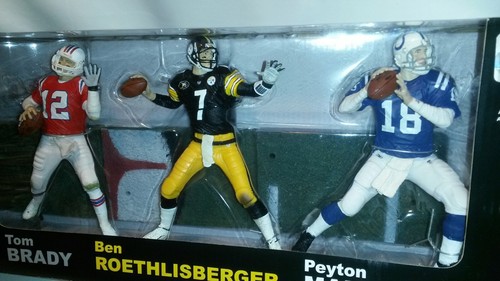 12
7
18
Tom
BRADY
Ben
ROETHLISBERGER
Peyton